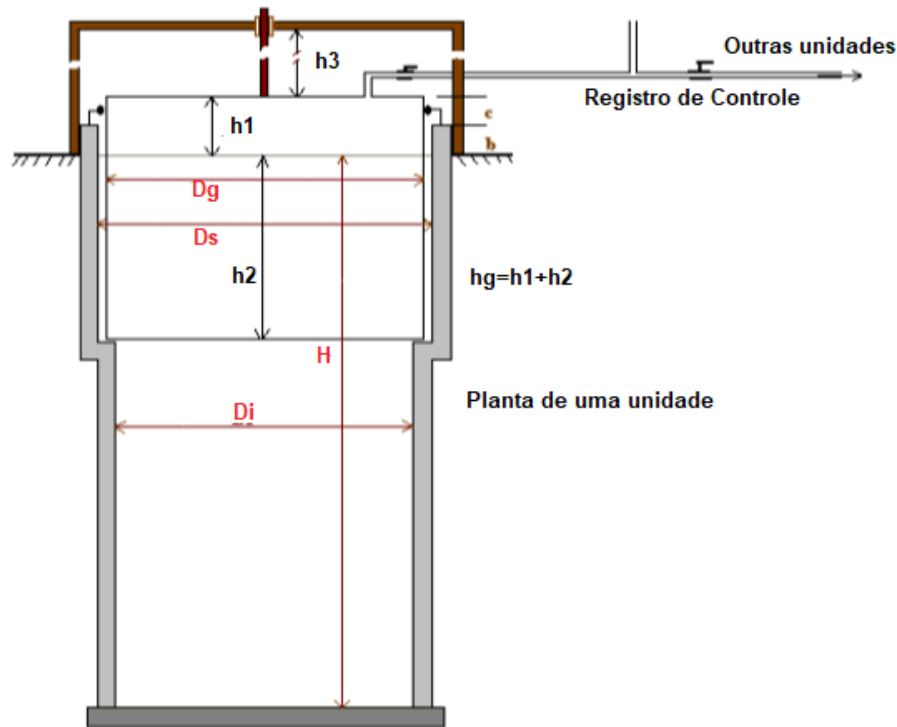 h3
Outras unidades
Registro de Controle
h1
c
b
Dg
Ds
h2
hg=h1+h2
H
Planta de uma unidade
Di